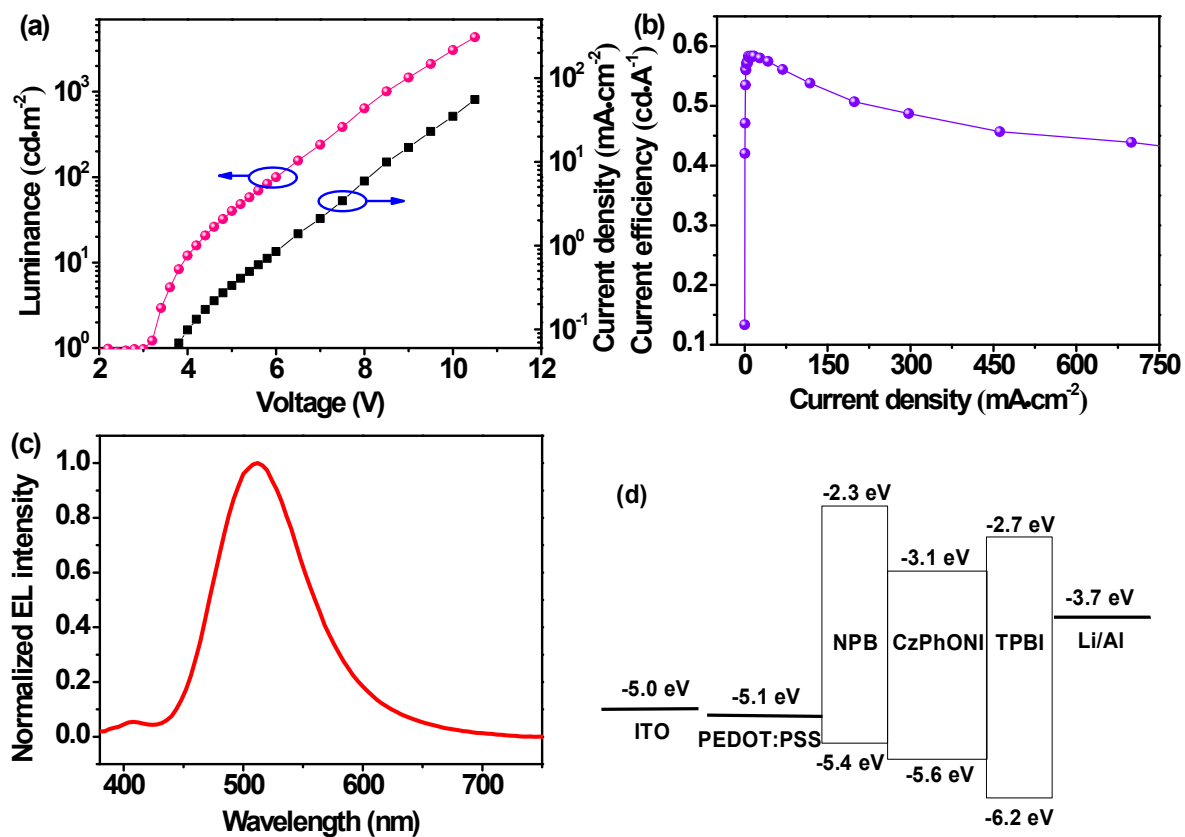 (a)
Luminance (cd•m-2)
10^3
10^2
10^1
10^0
2 4 6 8 10 12
Voltage (V)
10^2
10^1
10^0
10^-1
Current density (mA•cm-2)
(b)
Current efficiency (cd•A-1)
0.6
0.5
0.4
0.3
0.2
0.1
0 150 300 450 600 750
Current density (mA•cm-2)
(c)
Normalized EL intensity
1.0
0.8
0.6
0.4
0.2
0.0
400 500 600 700
Wavelength (nm)
(d)
-2.3 eV
-2.7 eV
-3.1 eV
-3.7 eV
NPB CzPhONI TPBI Li/Al
-5.0 eV -5.1 eV
ITO PEDOT:PSS
-5.4 eV -5.6 eV
-6.2 eV